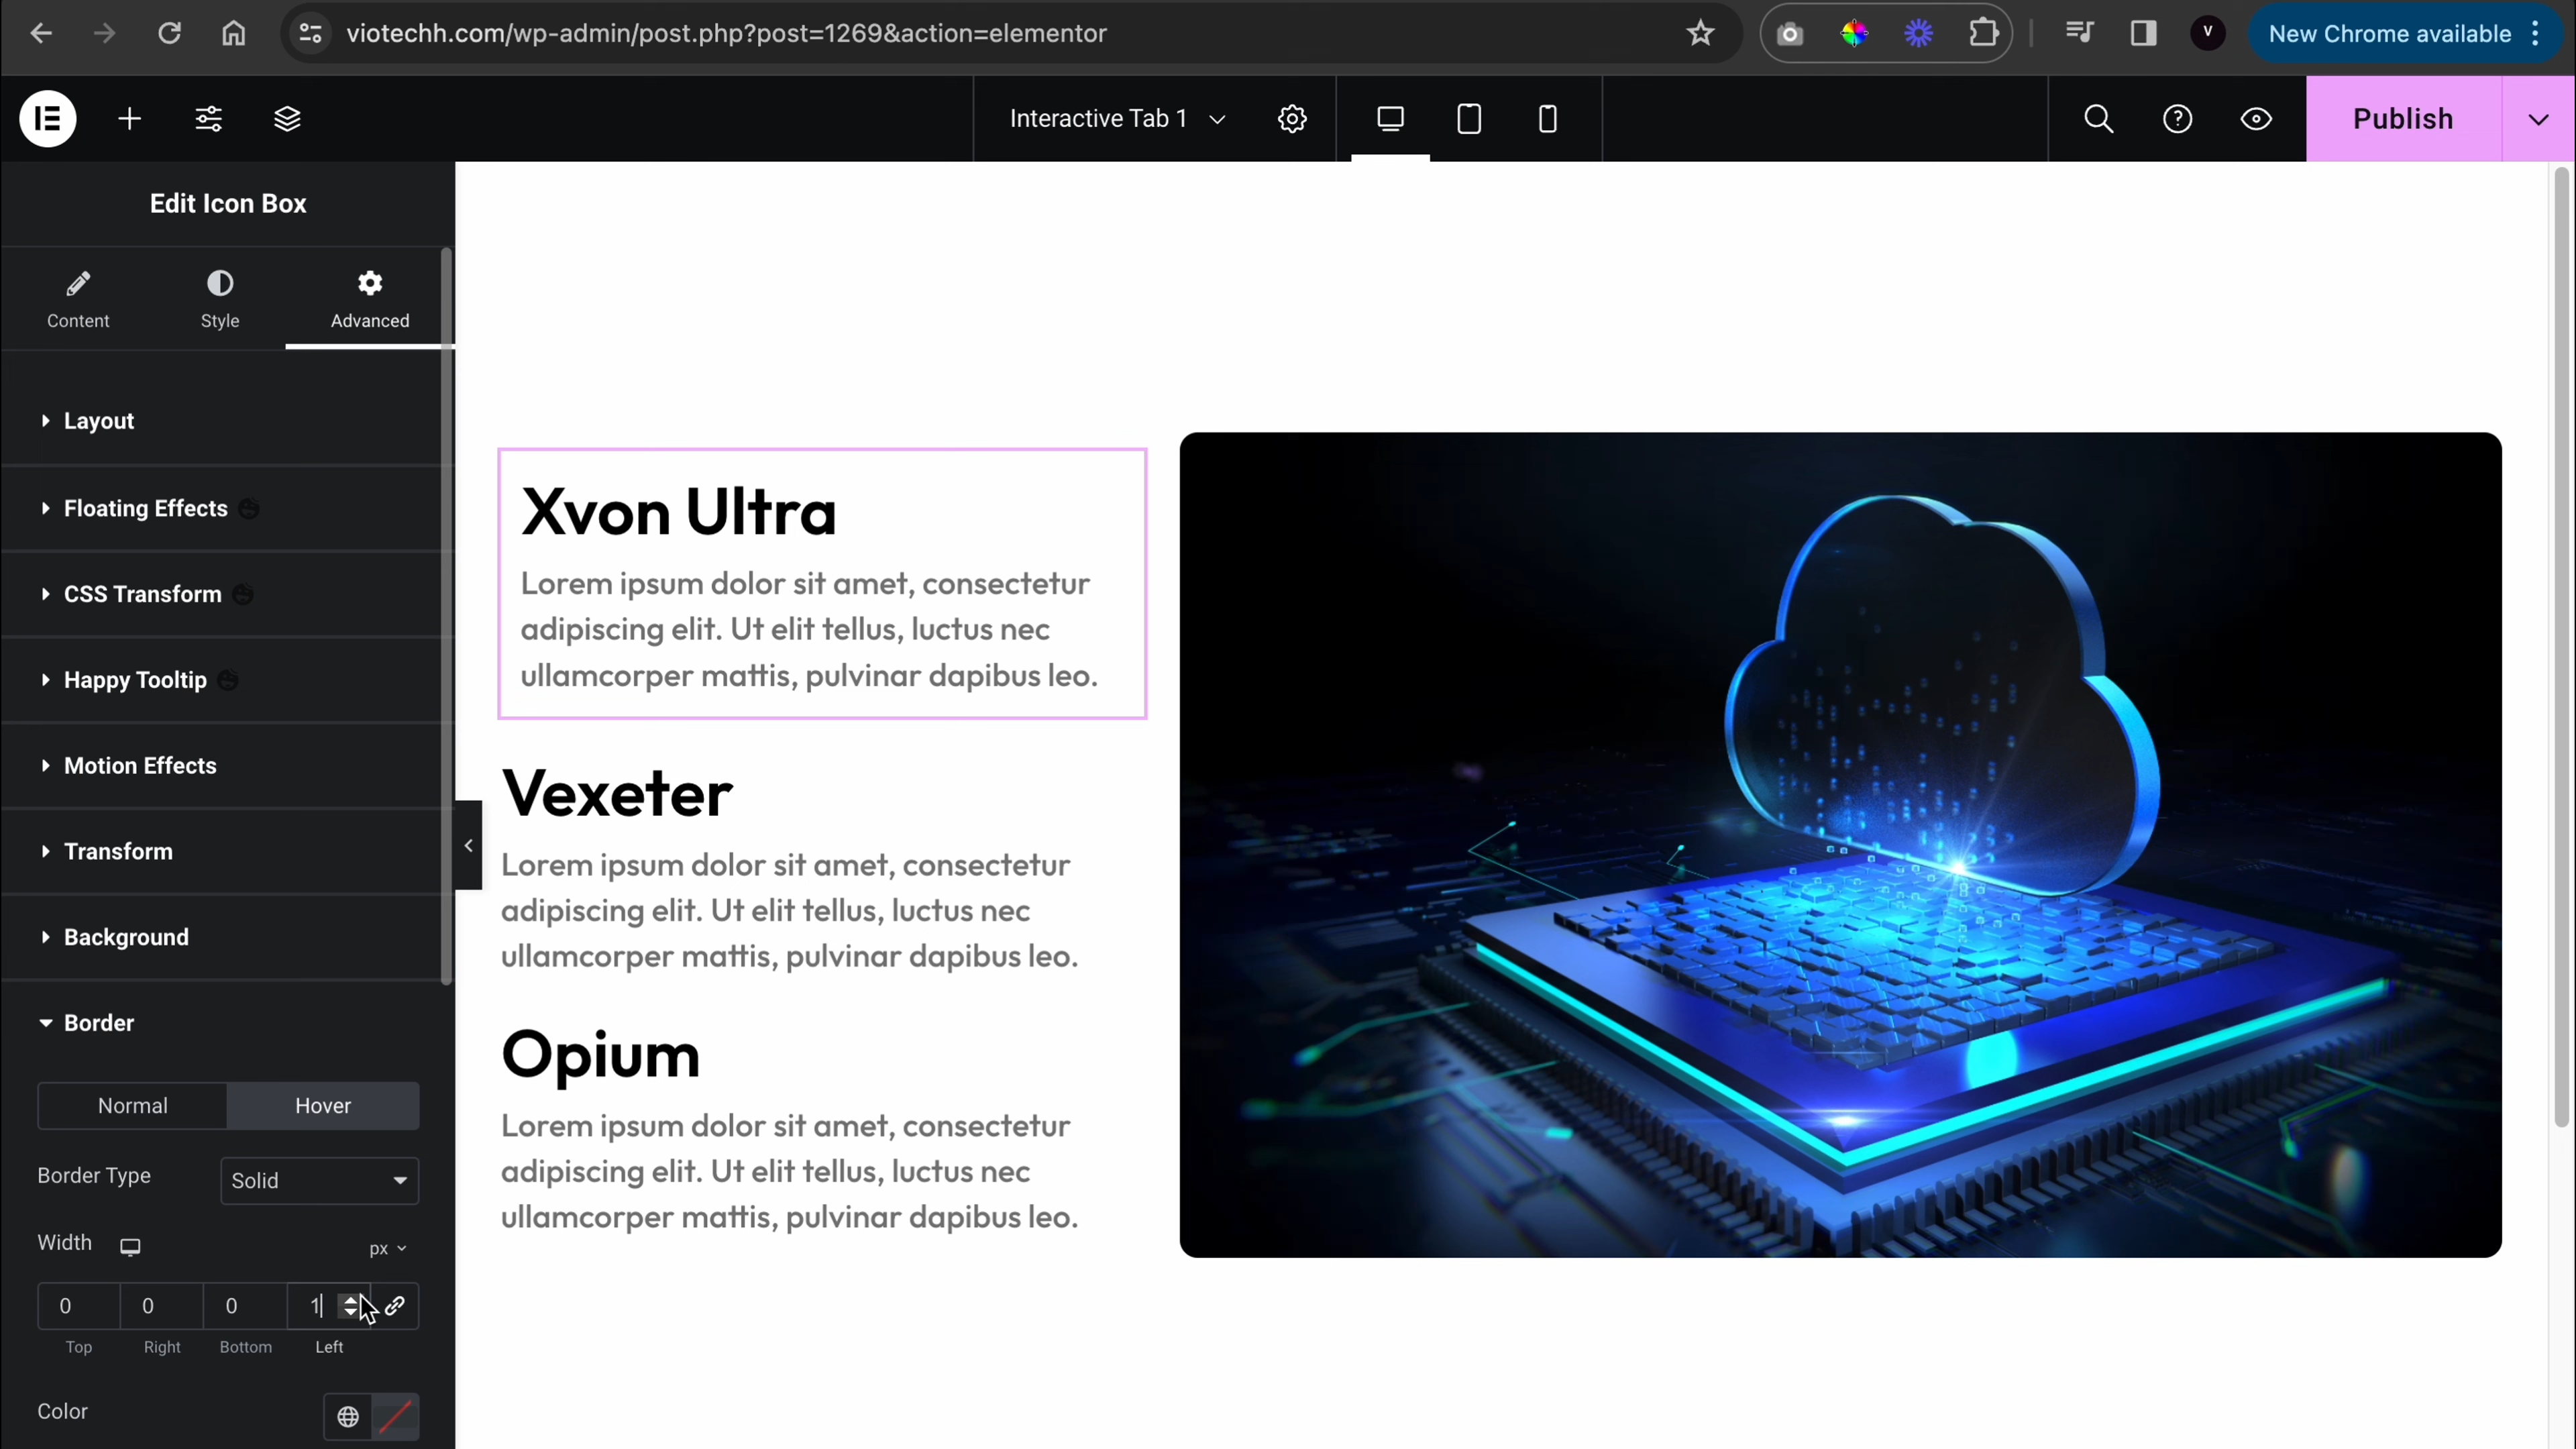 viotechh.com/wp-admin/post.php?post=1269&action=elementor
V
New Chrome available
Interactive Tab 1
Publish
Edit Icon Box
Content
Style
Advanced
Layout
Floating Effects
CSS Transform
Happy Tooltip
Motion Effects
Transform
Background
Border
Normal
Hover
Border Type
Solid
Width
px
0
0
0
1
Top
Right
Bottom
Left
Color
Xvon Ultra
Lorem ipsum dolor sit amet, consectetur
adipiscing elit. Ut elit tellus, luctus nec
ullamcorper mattis, pulvinar dapibus leo.
Vexeter
Lorem ipsum dolor sit amet, consectetur
adipiscing elit. Ut elit tellus, luctus nec
ullamcorper mattis, pulvinar dapibus leo.
Opium
Lorem ipsum dolor sit amet, consectetur
adipiscing elit. Ut elit tellus, luctus nec
ullamcorper mattis, pulvinar dapibus leo.